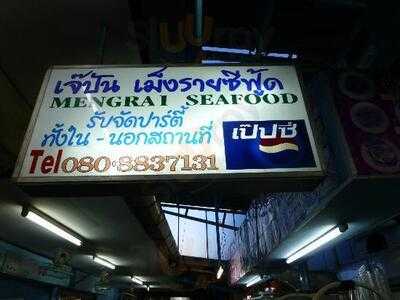 เจ๊ปัน เม็งรายซีฟู้ด
MENGRAI SEAFOOD
รับจัดปาร์ตี้
ทั้งใน - นอกสถานที่
เป๊ปซี่
Tel 080-8837131